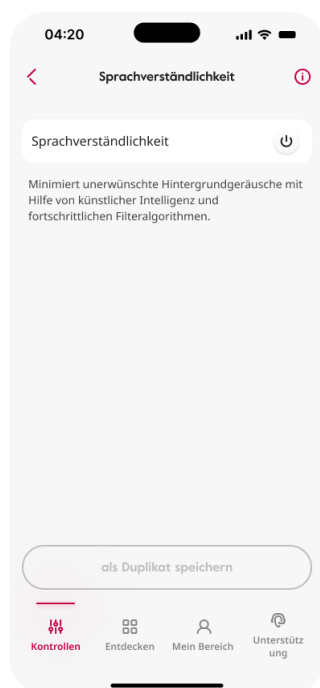 04:20
Sprachverständlichkeit
Sprachverständlichkeit
Minimiert unerwünschte Hintergrundgeräusche mit
Hilfe von künstlicher Intelligenz und
fortschrittlichen Filteralgorithmen.
als Duplikat speichern
Kontrollen Entdecken Mein Bereich Unterstütz
ung